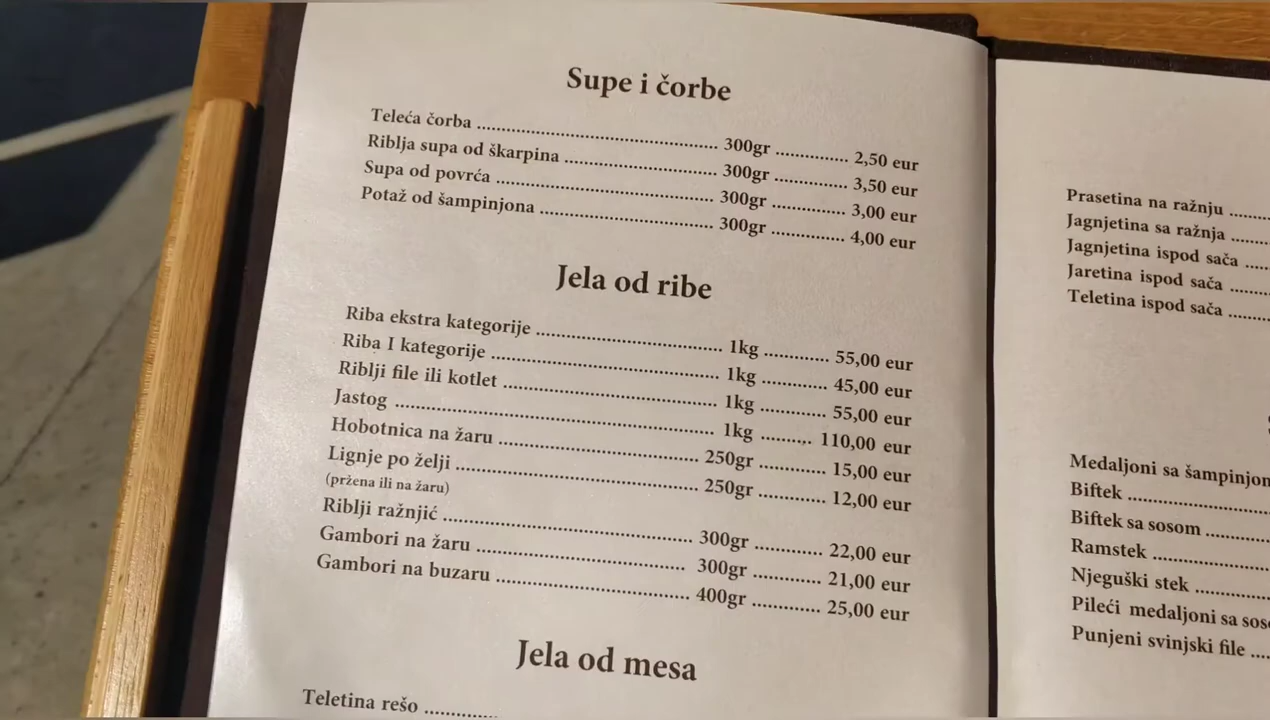 Supe i čorbe
Teleća čorba ........................ 300gr ............. 2,50 eur
Riblja supa od škarpina ........................ 300gr ............. 3,50 eur
Supa od povrća ........................ 300gr ............. 3,00 eur
Potaž od šampinjona ........................ 300gr ............. 4,00 eur
Jela od ribe
Riba ekstra kategorije ........................ 1kg ............. 55,00 eur
Riba I kategorije ........................ 1kg ............. 45,00 eur
Riblji file ili kotlet ........................ 1kg ............. 55,00 eur
Jastog ........................ 1kg ............. 110,00 eur
Hobotnica na žaru ........................ 250gr ............. 15,00 eur
Lignje po želji ........................ 250gr ............. 12,00 eur
(pržena ili na žaru)
Riblji ražnjić ........................ 300gr ............. 22,00 eur
Gambori na žaru ........................ 300gr ............. 21,00 eur
Gambori na buzaru ........................ 400gr ............. 25,00 eur
Jela od mesa
Teletina rešo .............
Prasetina na ražnju .......
Jagnjetina sa ražnja .......
Jagnjetina ispod sača .....
Jaretina ispod sača .......
Teletina ispod sača .......
Medaljoni sa šampinjon
Biftek ........................
Biftek sa sosom ............
Ramstek ....................
Njeguški stek ..............
Pileći medaljoni sa sos
Punjeni svinjski file ....